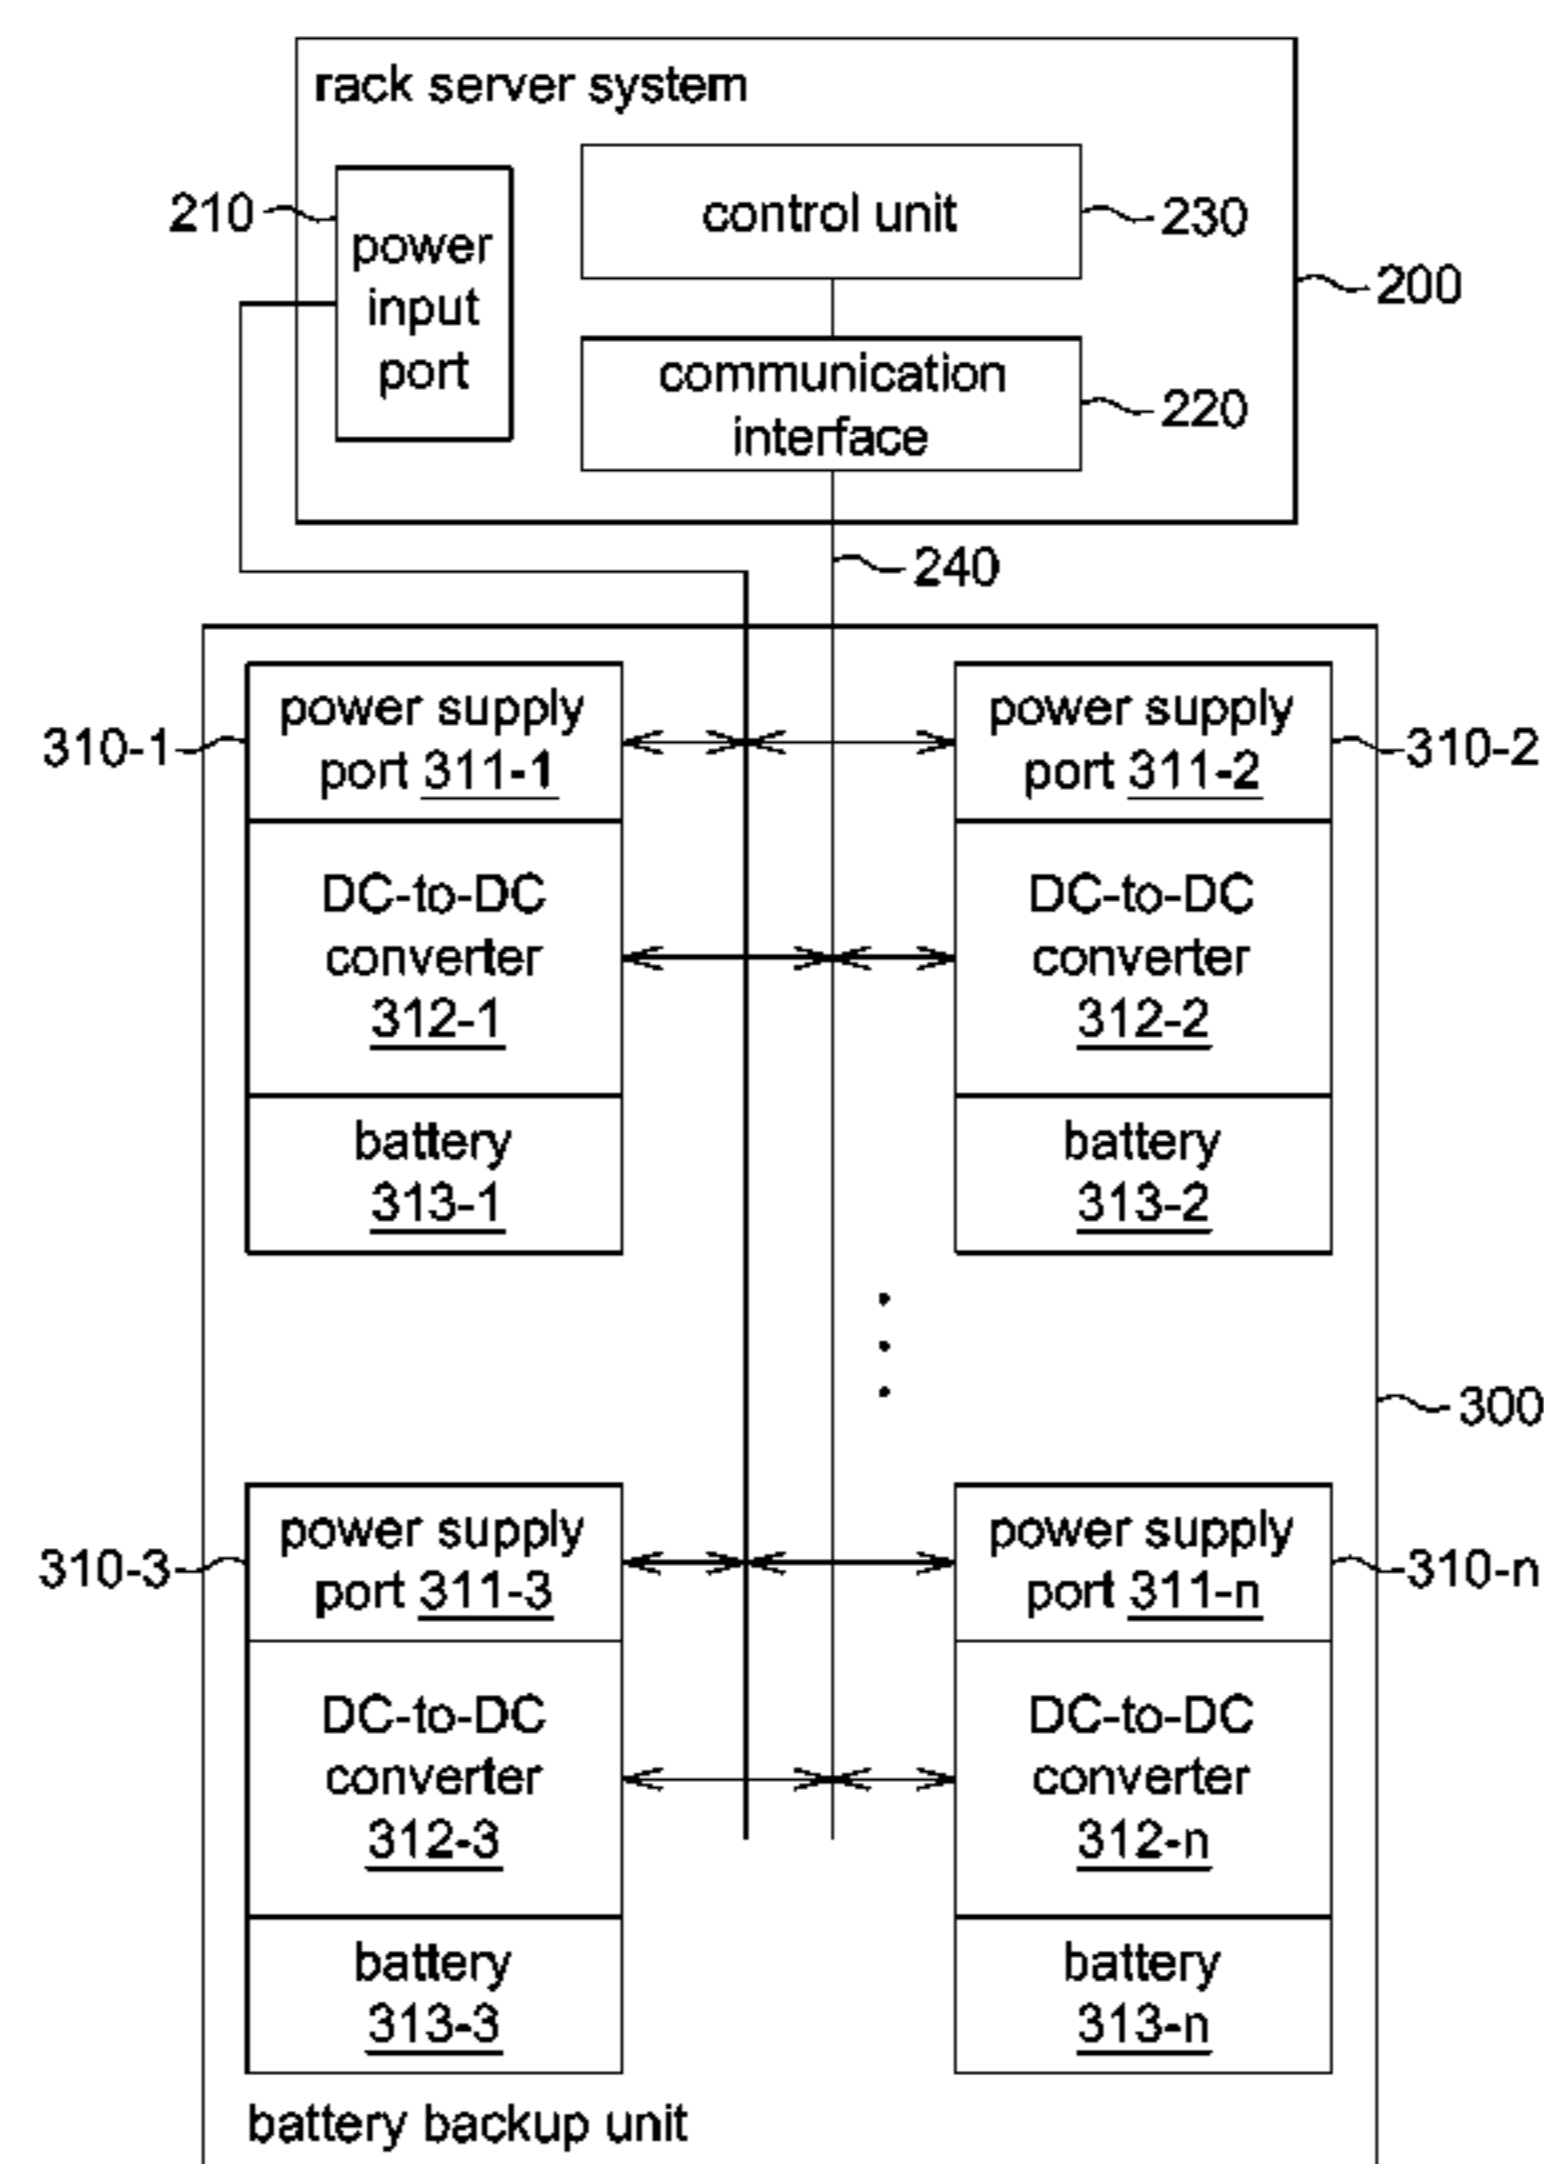 rack server system
210
power
input
port
control unit
230
200
communication
interface
220
240
310-1
power supply
port 311-1
DC-to-DC
converter
312-1
battery
313-1
power supply
port 311-2
310-2
DC-to-DC
converter
312-2
battery
313-2
300
310-3
power supply
port 311-3
DC-to-DC
converter
312-3
battery
313-3
power supply
port 311-n
310-n
DC-to-DC
converter
312-n
battery
313-n
battery backup unit